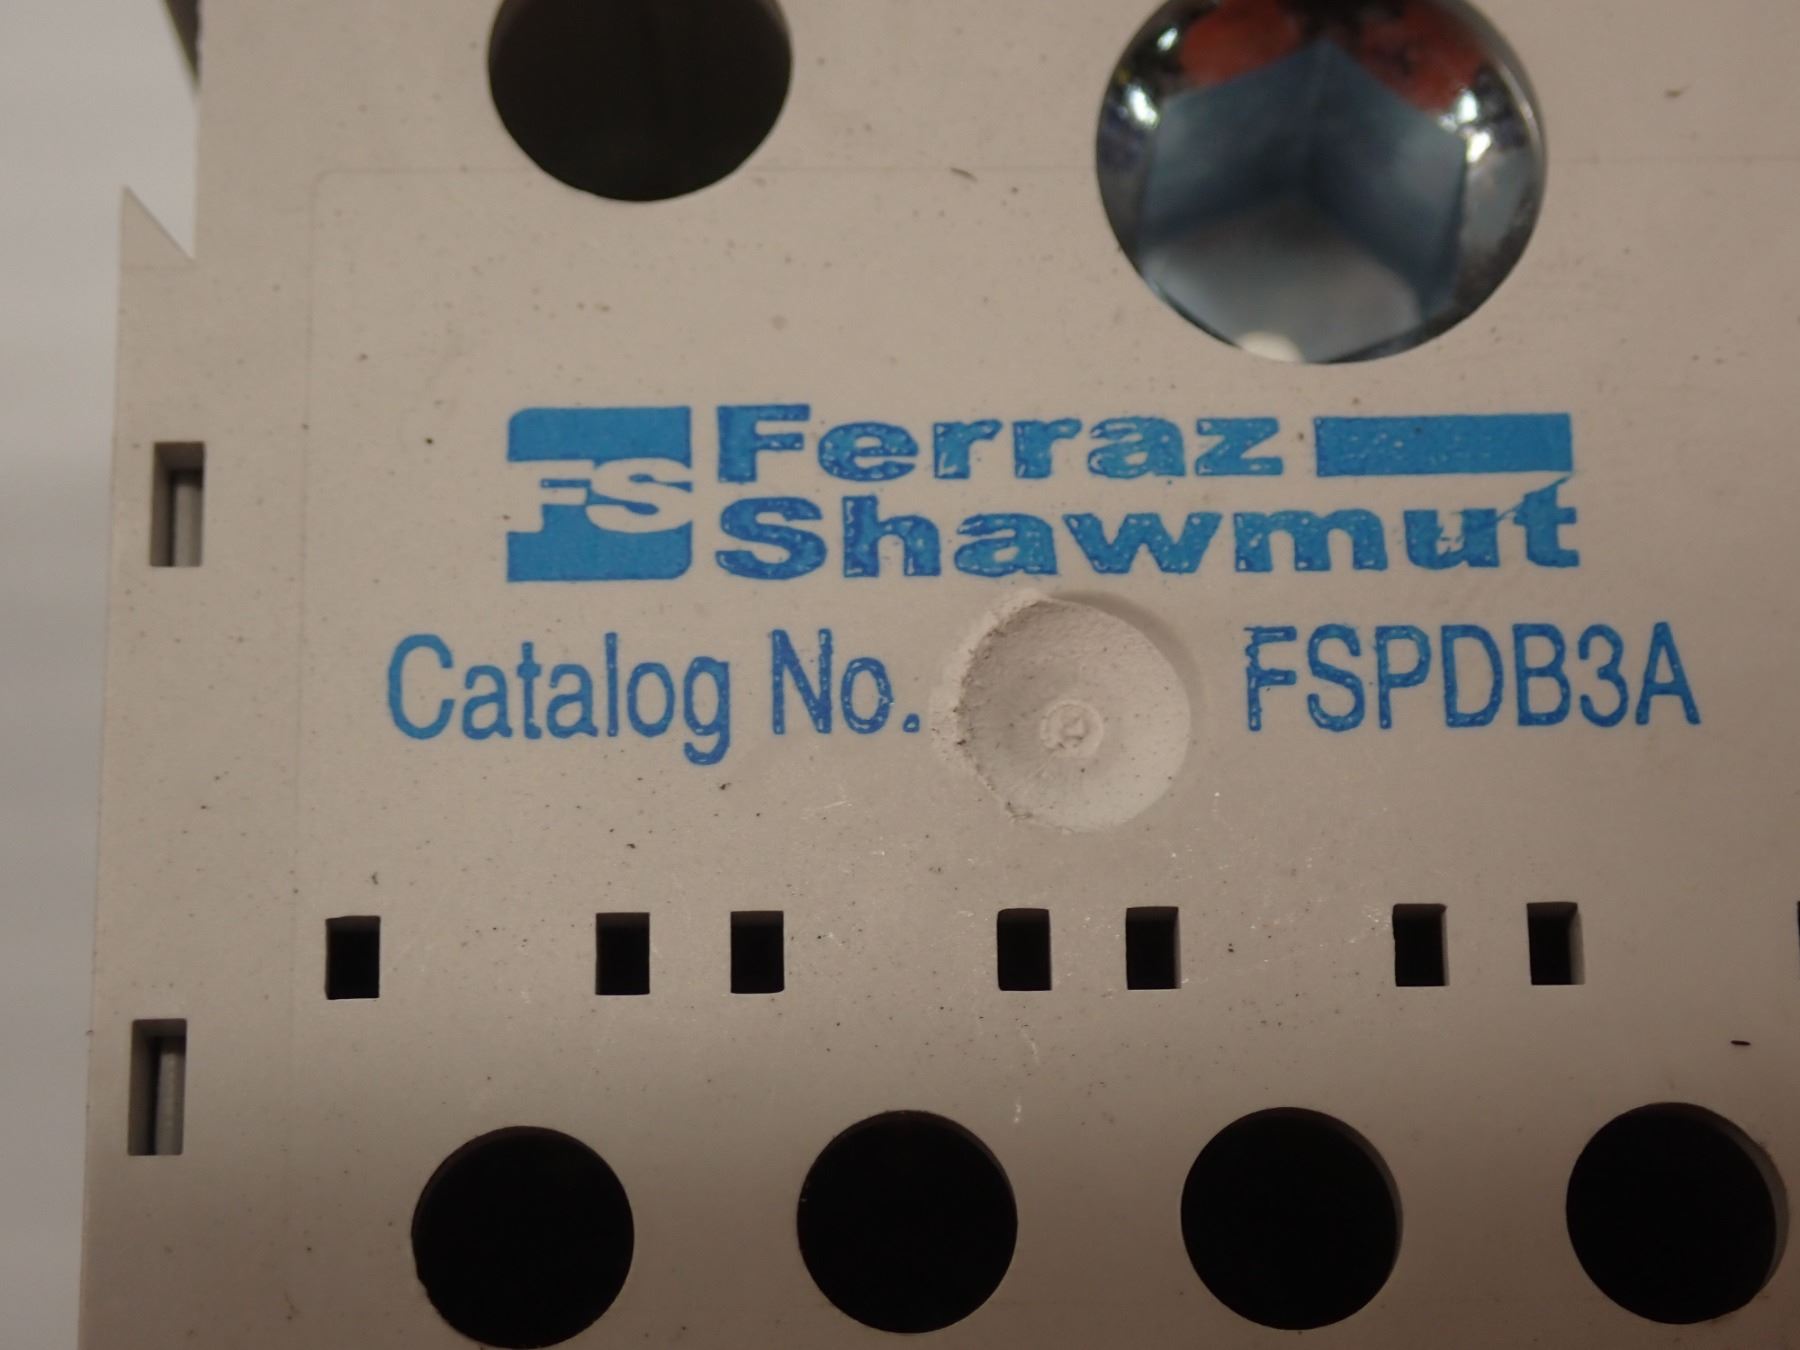 FS Ferraz
Shawmut
Catalog No. FSPDB3A